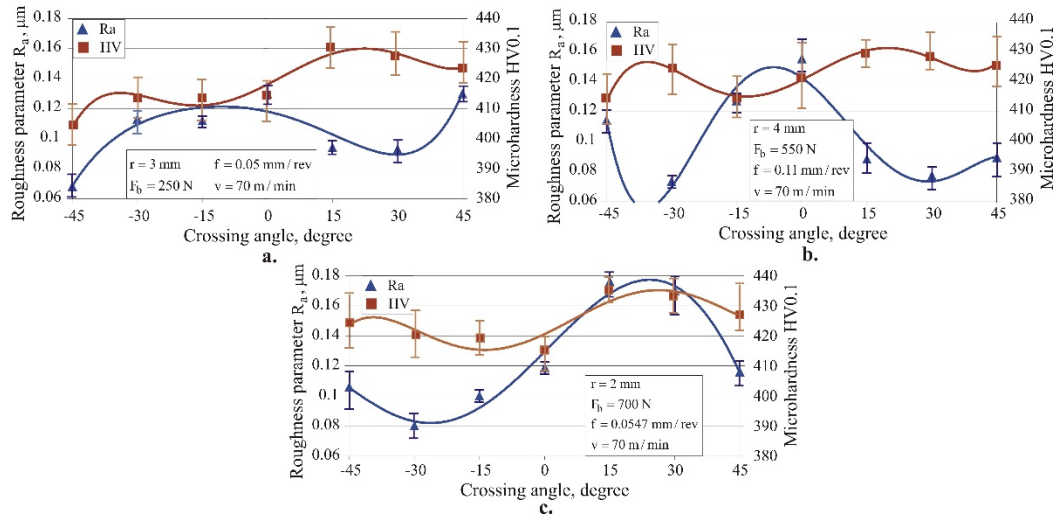 Roughness parameter Ra, μm
0.18
0.16
0.14
0.12
0.1
0.08
0.06
Ra
HV
440
430
420
410
400
390
380
Microhardness HV0.1
r = 3 mm f = 0.05 mm / rev
Fb = 250 N v = 70 m / min
-45 -30 -15 0 15 30 45
Crossing angle, degree
a.
Roughness parameter Ra, μm
0.18
0.16
0.14
0.12
0.1
0.08
0.06
Ra
HV
440
430
420
410
400
390
380
Microhardness HV0.1
r = 4 mm
Fb = 550 N
f = 0.11 mm / rev
v = 70 m / min
-45 -30 -15 0 15 30 45
Crossing angle, degree
b.
Roughness parameter Ra, μm
0.18
0.16
0.14
0.12
0.1
0.08
0.06
Ra
HV
440
430
420
410
400
390
380
Microhardness HV0.1
r = 2 mm
Fb = 700 N
f = 0.0547 mm / rev
v = 70 m / min
-45 -30 -15 0 15 30 45
Crossing angle, degree
c.